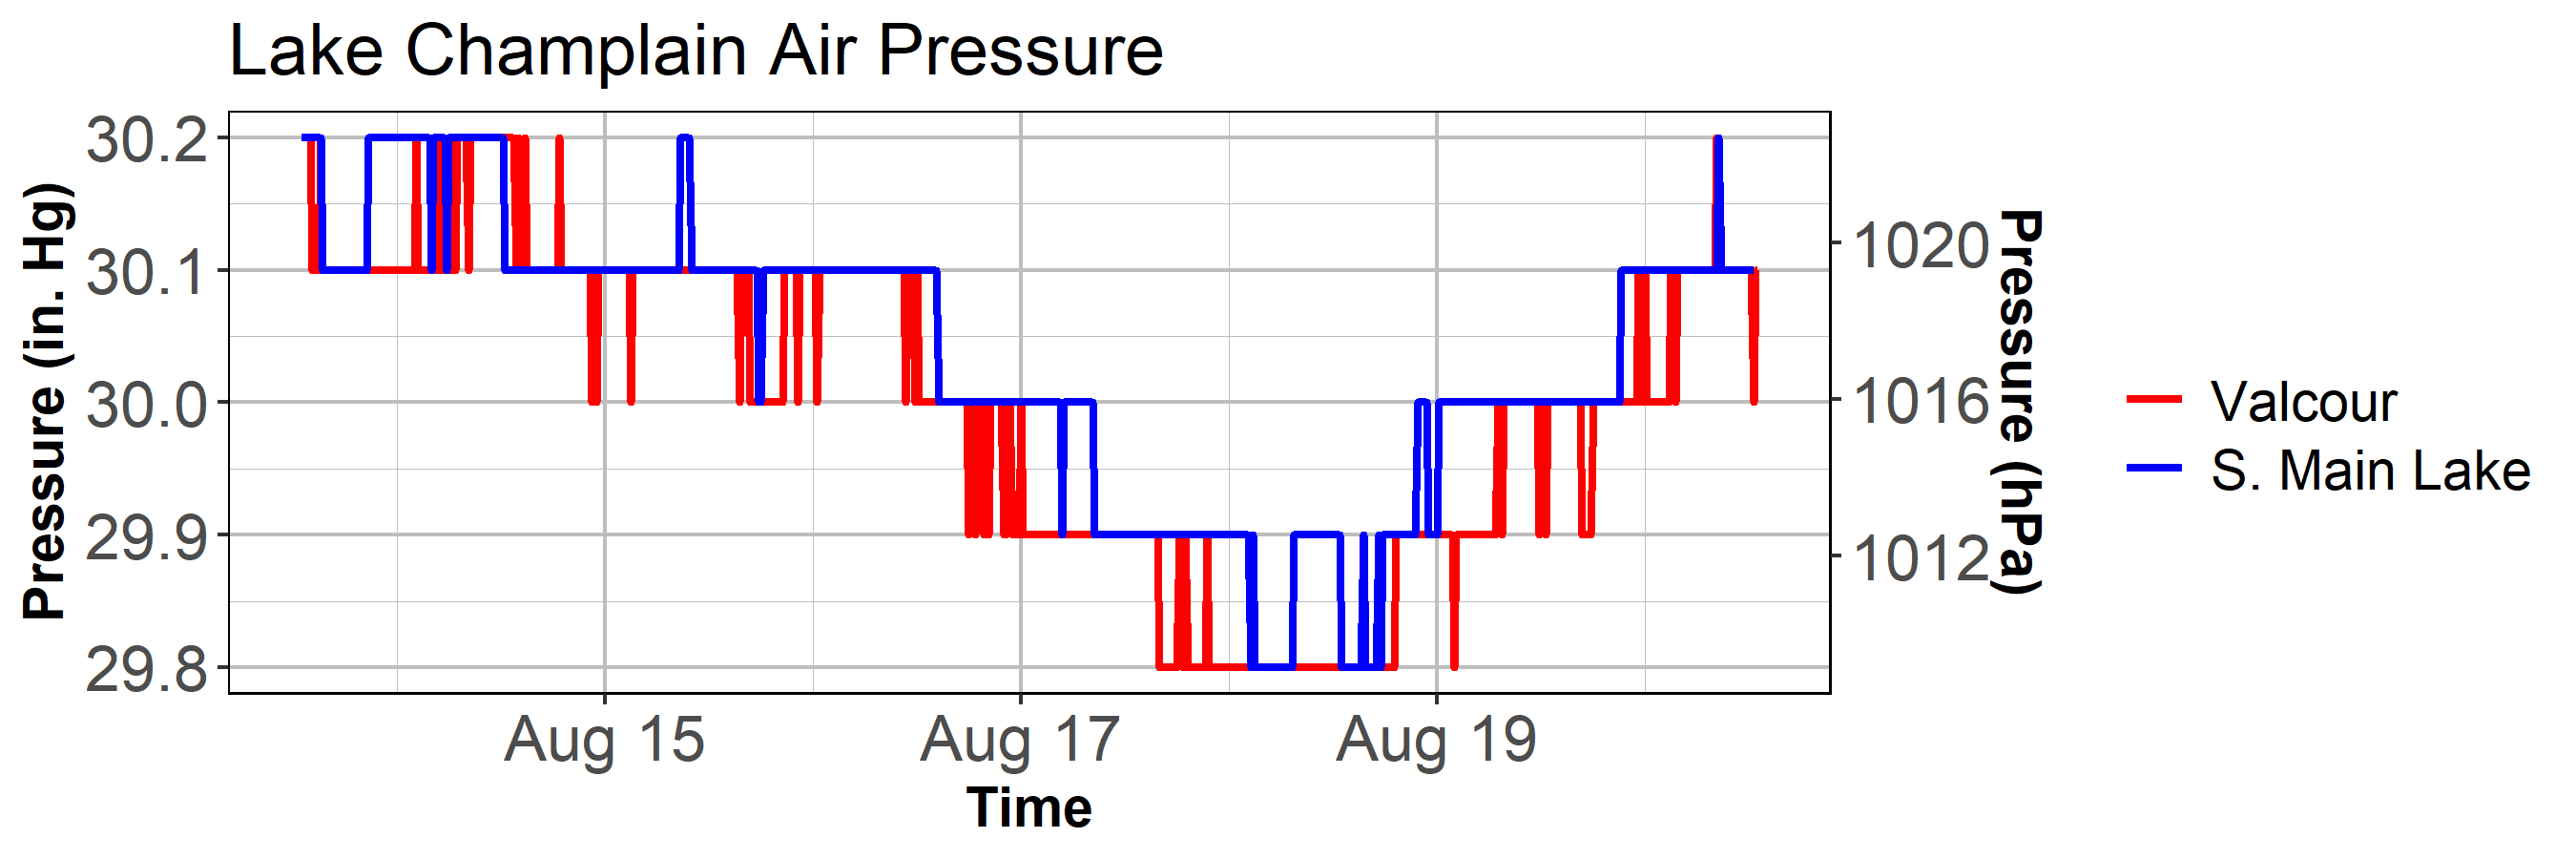 Lake Champlain Air Pressure
Pressure (in. Hg)
30.2
30.1
30.0
29.9
29.8
1020
1016
1012
Pressure (hPa)
Valcour
S. Main Lake
Aug 15
Aug 17
Aug 19
Time